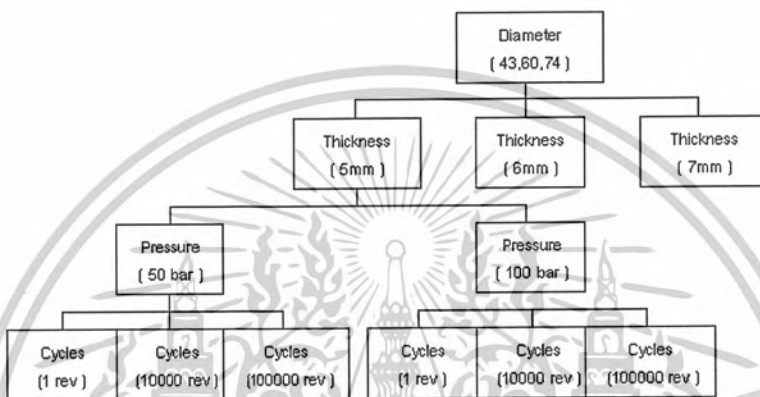 Diameter
( 43,60,74 )
Thickness
( 5mm )
Thickness
( 6mm )
Thickness
( 7mm )
Pressure
( 50 bar )
Pressure
( 100 bar )
Cycles
(1 rev )
Cycles
(10000 rev )
Cycles
(100000 rev )
Cycles
(1 rev )
Cycles
(10000 rev )
Cycles
(100000 rev )